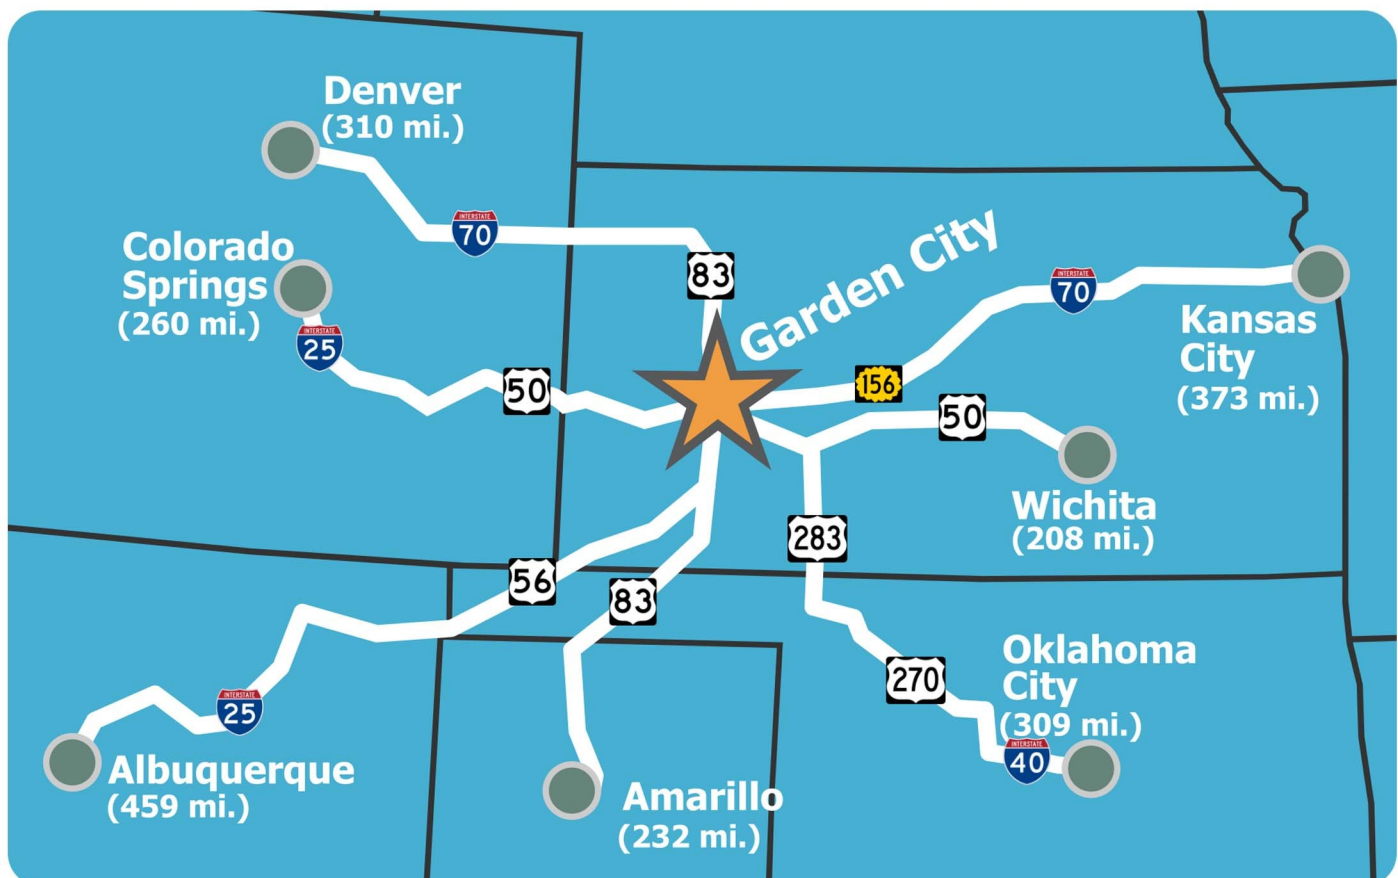 Denver
(310 mi.)
INTERSTATE
70
83
Colorado
Springs
(260 mi.)
INTERSTATE
25
50
Garden City
INTERSTATE
70
156
Kansas
City
(373 mi.)
50
Wichita
(208 mi.)
283
56
83
270
Oklahoma
City
(309 mi.)
INTERSTATE
40
INTERSTATE
25
Albuquerque
(459 mi.)
Amarillo
(232 mi.)